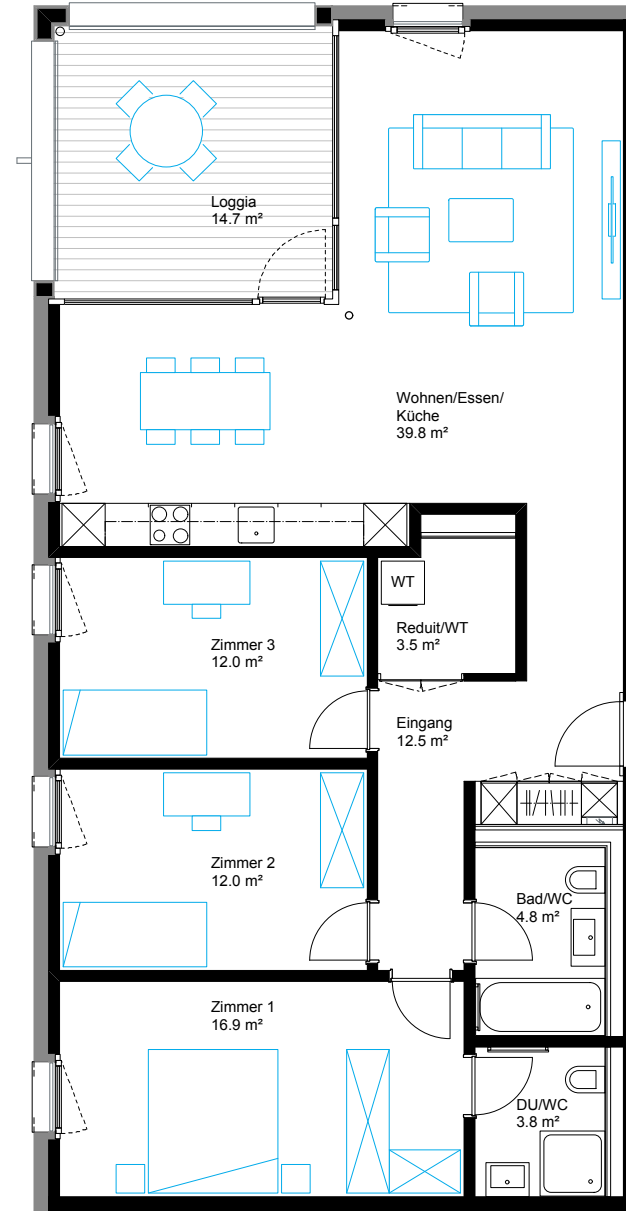 Loggia
14.7 m²
Wohnen/Essen/
Küche
39.8 m²
WT
Reduit/WT
3.5 m²
Zimmer 3
12.0 m²
Eingang
12.5 m²
Zimmer 2
12.0 m²
Bad/WC
4.8 m²
Zimmer 1
16.9 m²
DU/WC
3.8 m²